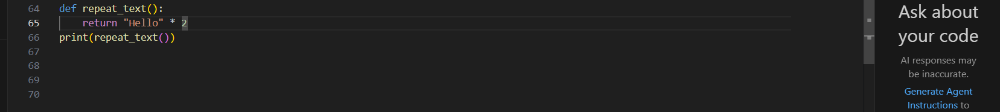 64 def repeat_text():
65     return "Hello" * 2
66 print(repeat_text())
67
68
69
70
Ask about
your code
AI responses may
be inaccurate.
Generate Agent
Instructions to